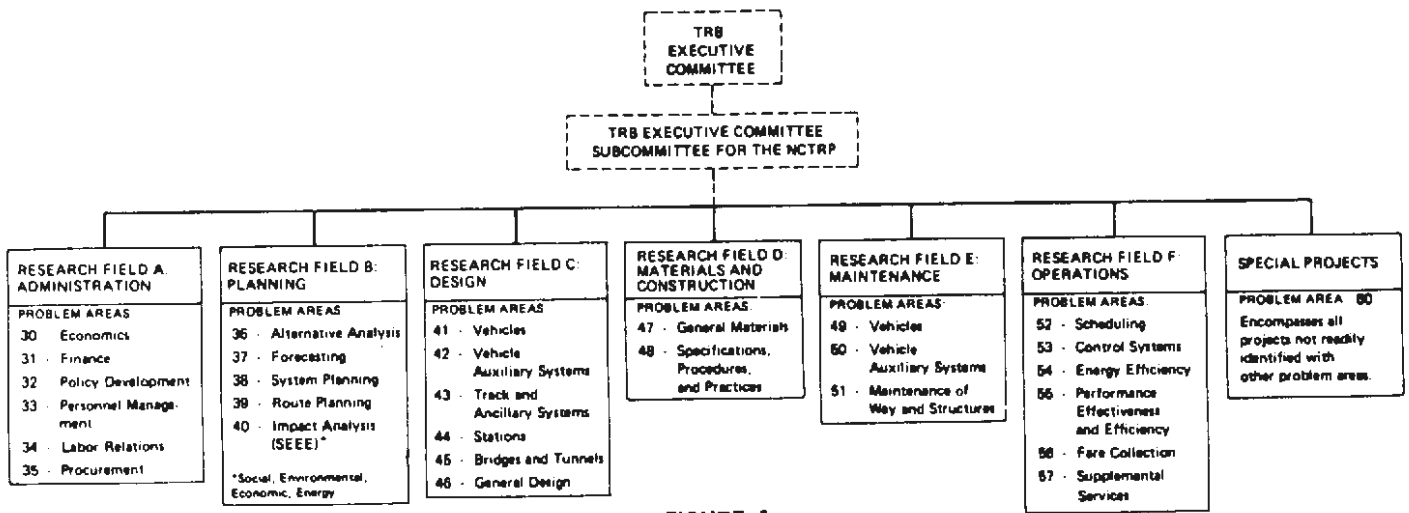 TRB
EXECUTIVE
COMMITTEE
TRB EXECUTIVE COMMITTEE
SUBCOMMITTEE FOR THE NCTRP
RESEARCH FIELD A:
ADMINISTRATION
PROBLEM AREAS
30 Economics
31 · Finance
32 Policy Development
33 · Personnel Manage-
ment
34 · Labor Relations
35 · Procurement
RESEARCH FIELD B:
PLANNING
PROBLEM AREAS
36 · Alternative Analysis
37 · Forecasting
38 · System Planning
39 · Route Planning
40 · Impact Analysis
(SEEE)*
*Social, Environmental,
Economic, Energy
RESEARCH FIELD C:
DESIGN
PROBLEM AREAS:
41 · Vehicles
42 · Vehicle
Auxiliary Systems
43 · Track and
Ancillary Systems
44 · Stations
45 · Bridges and Tunnels
46 · General Design
RESEARCH FIELD D:
MATERIALS AND
CONSTRUCTION
PROBLEM AREAS:
47 · General Materials
48 · Specifications,
Procedures,
and Practices
RESEARCH FIELD E:
MAINTENANCE
PROBLEM AREAS:
49 · Vehicles
50 · Vehicle
Auxiliary Systems
51 · Maintenance of
Way and Structures
RESEARCH FIELD F:
OPERATIONS
PROBLEM AREAS:
52 · Scheduling
53 · Control Systems
54 · Energy Efficiency
55 · Performance
Effectiveness
and Efficiency
56 · Fare Collection
57 · Supplemental
Services
SPECIAL PROJECTS
PROBLEM AREA 60
Encompasses all
projects not readily
identified with
other problem areas.